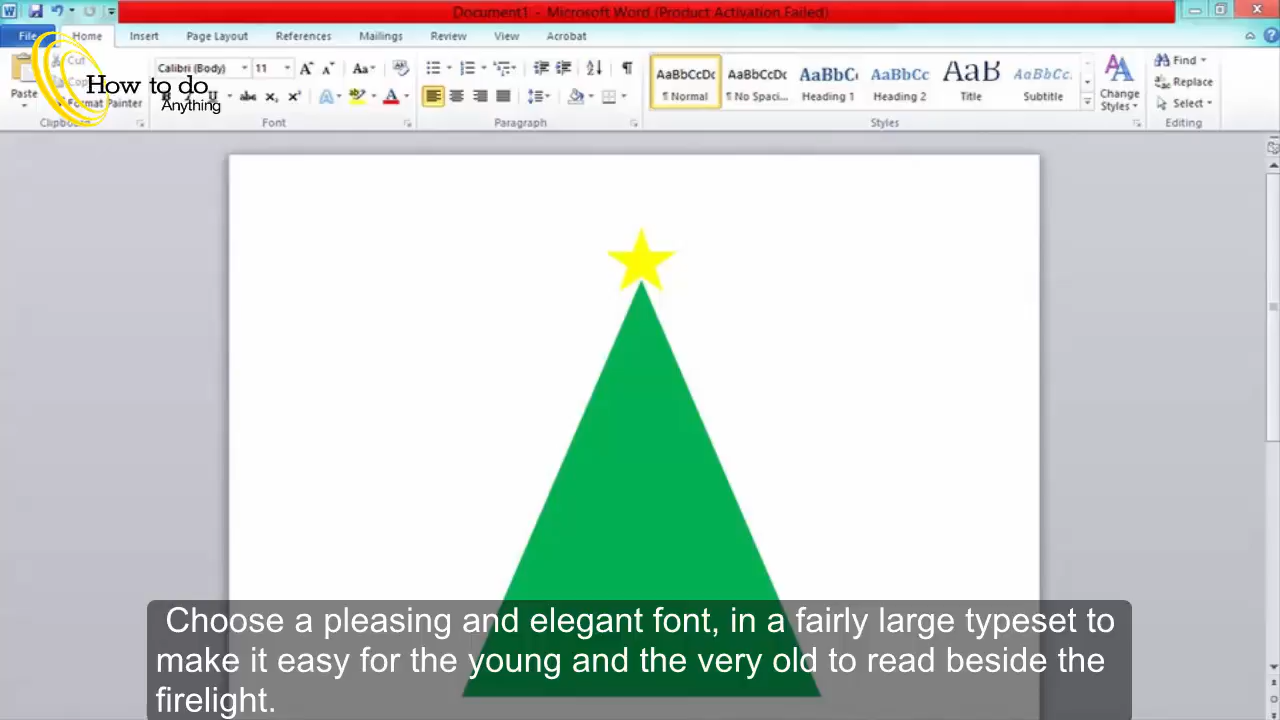 Document1 - Microsoft Word (Product Activation Failed)
File Home Insert Page Layout References Mailings Review View Acrobat
Cut
Paste
Format Painter
How to do
Anything
Calibri (Body) 11
AaBbCcDc AaBbCcDc AaBbC AaBbCc AaB AaBbCc.
¶ Normal ¶ No Spaci... Heading 1 Heading 2 Title Subtitle
Change
Styles
Find
Replace
Select
Clipboard Font Paragraph Styles Editing
Choose a pleasing and elegant font, in a fairly large typeset to
make it easy for the young and the very old to read beside the
firelight.